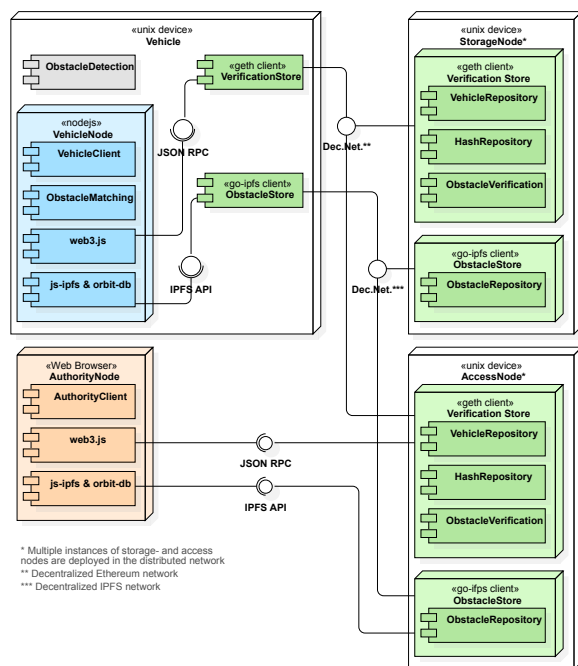 «unix device»
Vehicle
ObstacleDetection
«geth client»
VerificationStore
«nodejs»
VehicleNode
VehicleClient
ObstacleMatching
web3.js
js-ipfs & orbit-db
JSON RPC
«go-ipfs client»
ObstacleStore
IPFS API
Dec.Net.**
Dec.Net.***
«unix device»
StorageNode*
«geth client»
Verification Store
VehicleRepository
HashRepository
ObstacleVerification
«go-ipfs client»
ObstacleStore
ObstacleRepository
«Web Browser»
AuthorityNode
AuthorityClient
web3.js
js-ipfs & orbit-db
JSON RPC
IPFS API
«unix device»
AccessNode*
«geth client»
Verification Store
VehicleRepository
HashRepository
ObstacleVerification
«go-ifps client»
ObstacleStore
ObstacleRepository
* Multiple instances of storage- and access
nodes are deployed in the distributed network
** Decentralized Ethereum network
*** Decentralized IPFS network